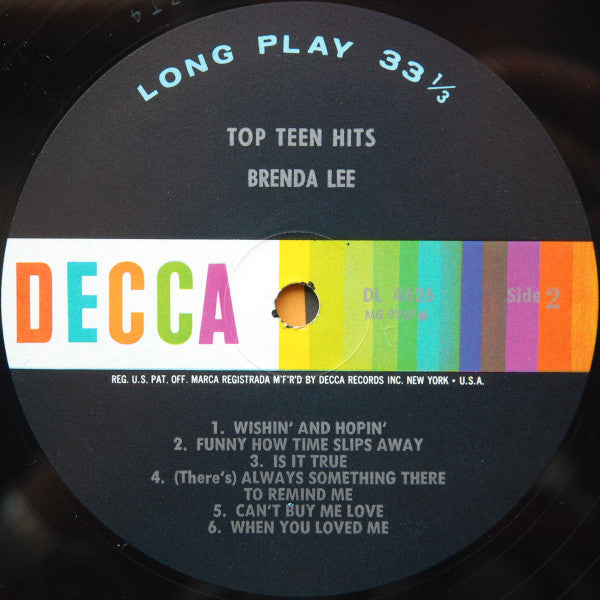 LONG PLAY 33 1/3
TOP TEEN HITS
BRENDA LEE
DECCA
DL 4626
Side 2
REG. U.S. PAT. OFF. MARCA REGISTRADA M'F'R'D BY DECCA RECORDS INC. NEW YORK • U.S.A.
1. WISHIN' AND HOPIN'
2. FUNNY HOW TIME SLIPS AWAY
3. IS IT TRUE
4. (There's) ALWAYS SOMETHING THERE
TO REMIND ME
5. CAN'T BUY ME LOVE
6. WHEN YOU LOVED ME